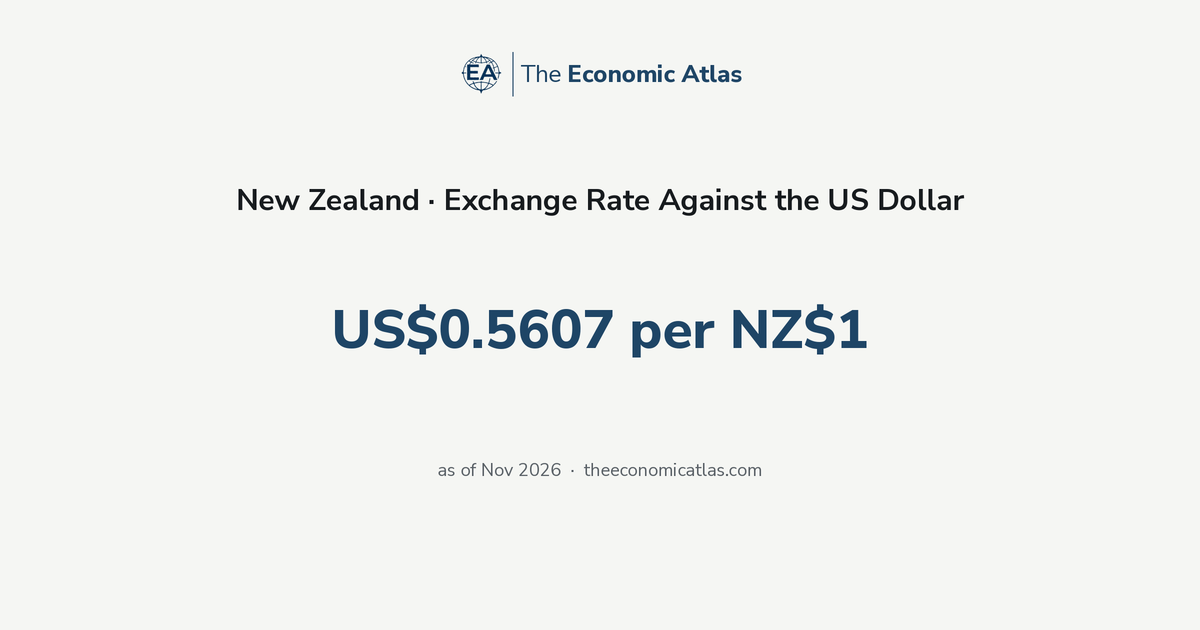 EA The Economic Atlas
New Zealand · Exchange Rate Against the US Dollar
US$0.5607 per NZ$1
as of Nov 2026 · theeconomicatlas.com